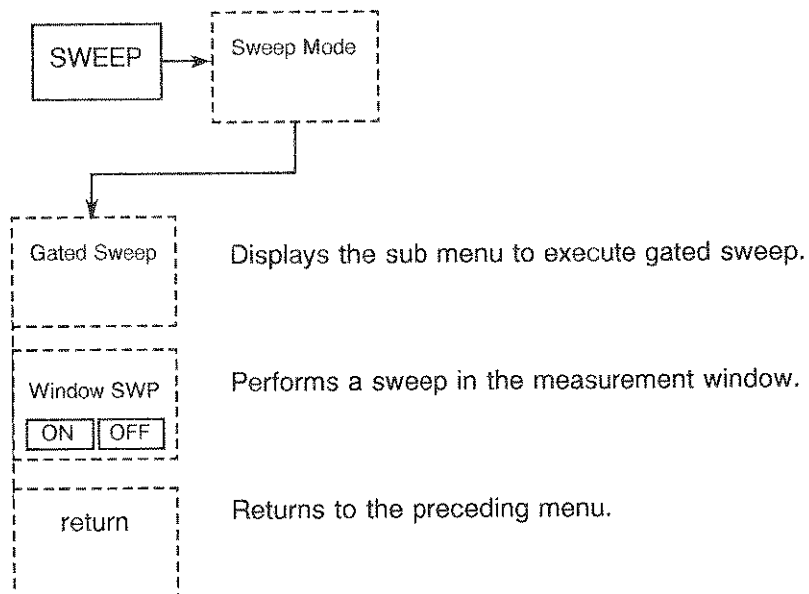 SWEEP
Sweep Mode
Gated Sweep
Displays the sub menu to execute gated sweep.
Window SWP
ON OFF
Performs a sweep in the measurement window.
return
Returns to the preceding menu.